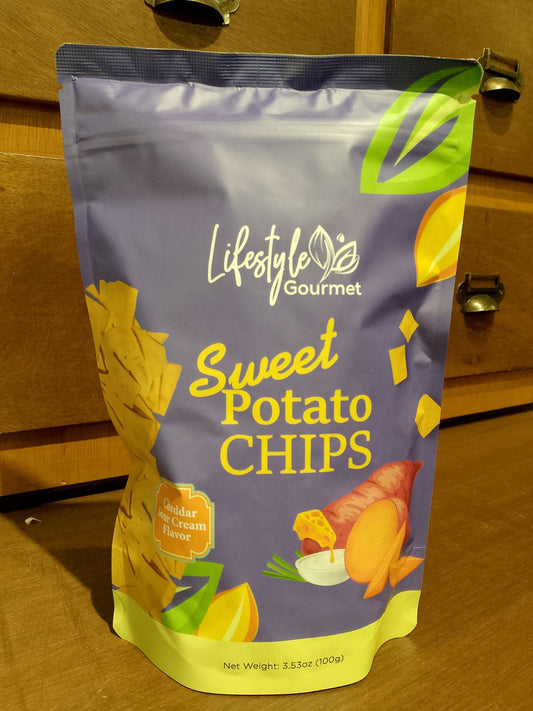 Lifestyle
Gourmet
Sweet
Potato
CHIPS
Cheddar
Sour Cream
Flavor
Net Weight: 3.53oz (100g)